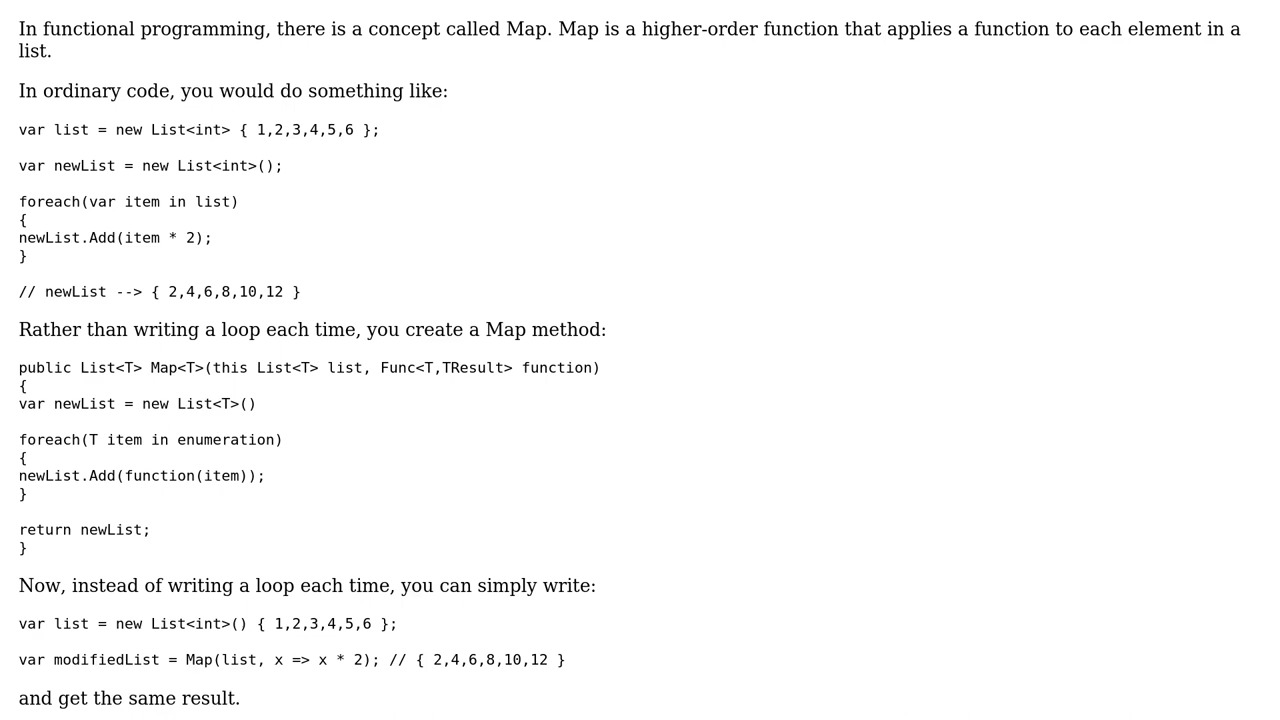 In functional programming, there is a concept called Map. Map is a higher-order function that applies a function to each element in a
list.
In ordinary code, you would do something like:
var list = new List<int> { 1,2,3,4,5,6 };
var newList = new List<int>();
foreach(var item in list)
{
newList.Add(item * 2);
}
// newList --> { 2,4,6,8,10,12 }
Rather than writing a loop each time, you create a Map method:
public List<T> Map<T>(this List<T> list, Func<T,TResult> function)
{
var newList = new List<T>()
foreach(T item in enumeration)
{
newList.Add(function(item));
}
return newList;
}
Now, instead of writing a loop each time, you can simply write:
var list = new List<int>() { 1,2,3,4,5,6 };
var modifiedList = Map(list, x => x * 2); // { 2,4,6,8,10,12 }
and get the same result.